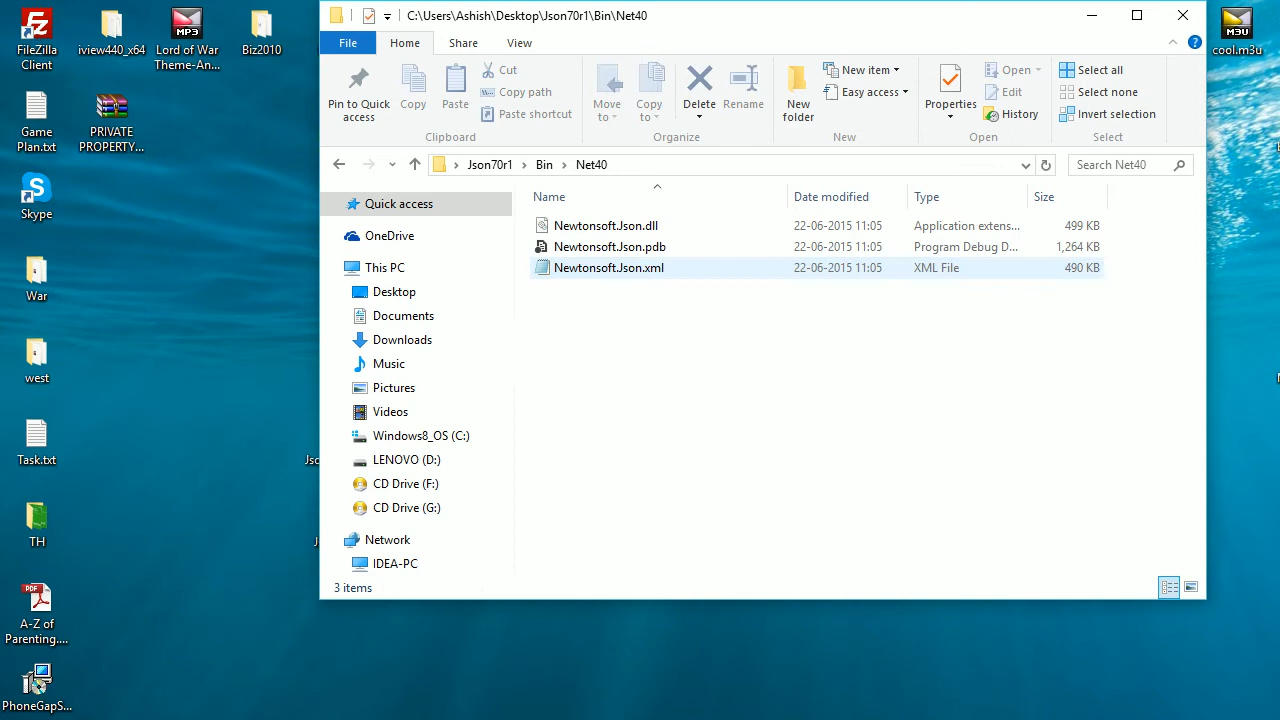 FileZilla
Client
iview440_x64
Lord of War
Theme-An...
MP3
Biz2010
Game
Plan.txt
PRIVATE
PROPERTY...
Skype
War
west
Task.txt
TH
PDF
A-Z of
Parenting....
PhoneGapS...
C:\Users\Ashish\Desktop\Json70r1\Bin\Net40
File
Home
Share
View
Pin to Quick
access
Copy
Paste
Cut
Copy path
Paste shortcut
Clipboard
Move
to
Copy
to
Delete
Rename
Organize
New
folder
New item
Easy access
New
Properties
Open
Edit
History
Open
Select all
Select none
Invert selection
Select
Json70r1 > Bin > Net40
Search Net40
Quick access
OneDrive
This PC
Desktop
Documents
Downloads
Music
Pictures
Videos
Windows8_OS (C:)
LENOVO (D:)
CD Drive (F:)
CD Drive (G:)
Network
IDEA-PC
Name Date modified Type Size
Newtonsoft.Json.dll 22-06-2015 11:05 Application extens... 499 KB
Newtonsoft.Json.pdb 22-06-2015 11:05 Program Debug D... 1,264 KB
Newtonsoft.Json.xml 22-06-2015 11:05 XML File 490 KB
3 items
M3U
cool.m3u